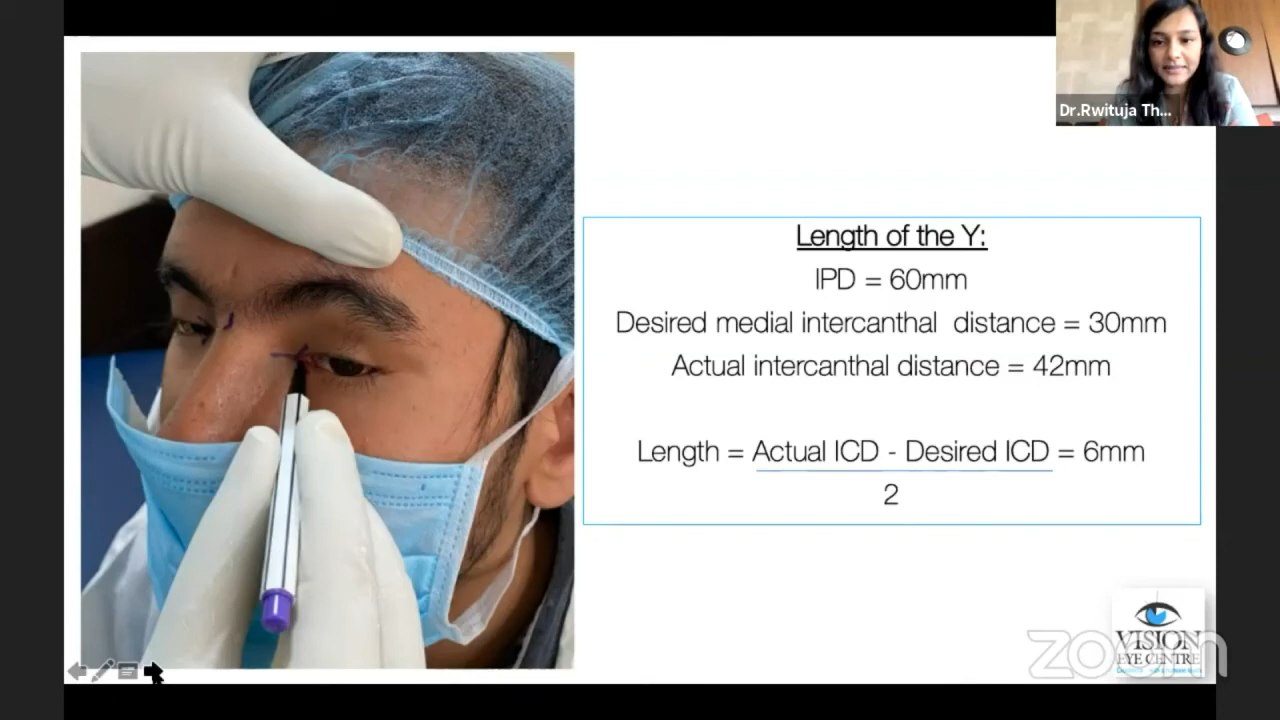 Dr.Rwituja Th...
Length of the Y:
IPD = 60mm
Desired medial intercanthal distance = 30mm
Actual intercanthal distance = 42mm
Length = Actual ICD - Desired ICD = 6mm
2
zoom
VISION
EYE CENTRE